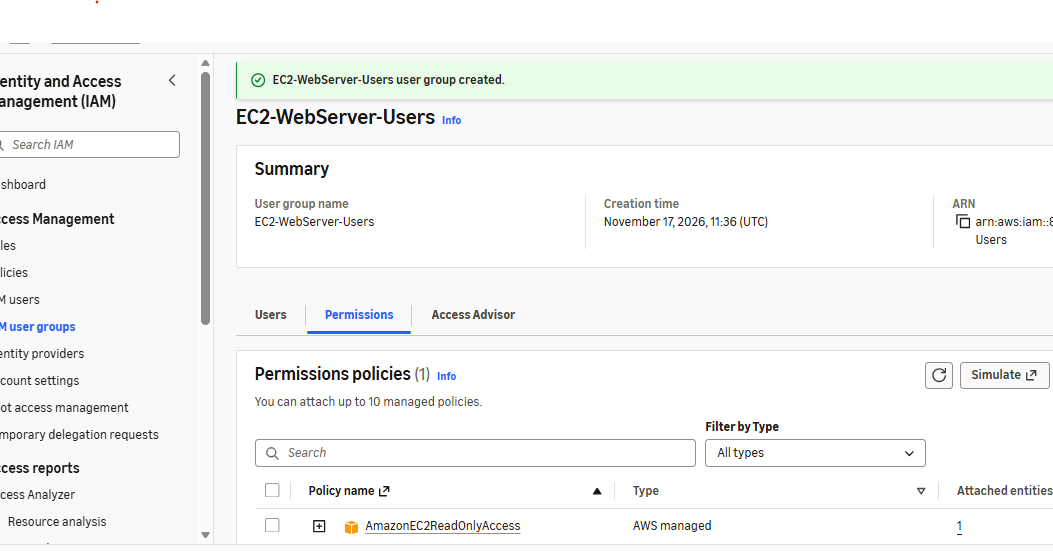 entity and Access
anagement (IAM)
Search IAM
shboard
cess Management
les
licies
M users
M user groups
entity providers
count settings
ot access management
mporary delegation requests
cess reports
cess Analyzer
Resource analysis
EC2-WebServer-Users user group created.
EC2-WebServer-Users Info
Summary
User group name
EC2-WebServer-Users
Creation time
November 17, 2026, 11:36 (UTC)
ARN
arn:aws:iam::8
Users
Users Permissions Access Advisor
Permissions policies (1) Info
Simulate
You can attach up to 10 managed policies.
Filter by Type
Search
All types
Policy name Type Attached entities
AmazonEC2ReadOnlyAccess AWS managed 1